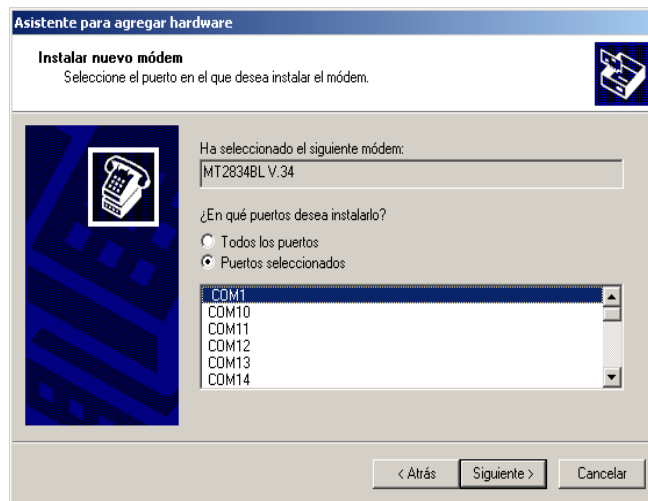 Asistente para agregar hardware
Instalar nuevo módem
Seleccione el puerto en el que desea instalar el módem.
Ha seleccionado el siguiente módem:
MT2834BL V.34
¿En qué puertos desea instalarlo?
Todos los puertos
Puertos seleccionados
COM1
COM10
COM11
COM12
COM13
COM14
< Atrás
Siguiente >
Cancelar